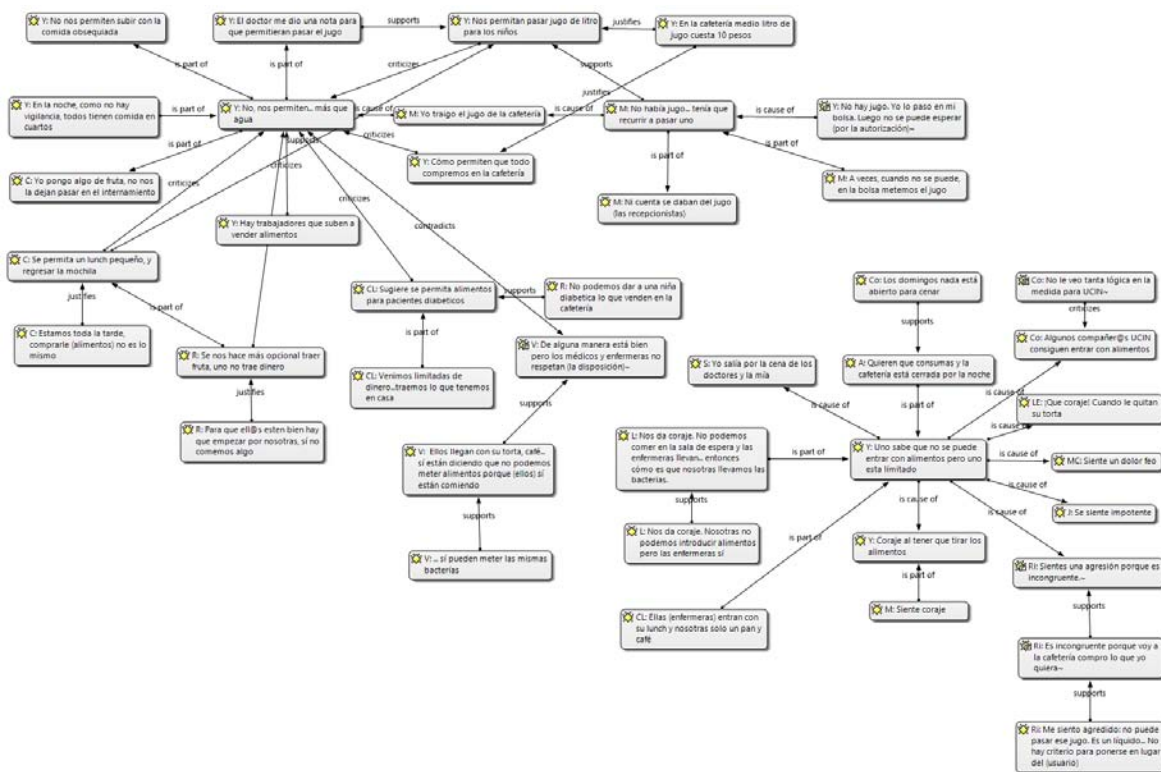 Y: No nos permiten subir con la
comida obsequiada
is part of
Y: El doctor me dio una nota para
que permitieran pasar el jugo
is part of
supports
Y: Nos permitan pasar jugo de litro
para los niños
justifies
Y: En la cafetería medio litro de
jugo cuesta 10 pesos
criticizes
supports
justifies
Y: En la noche, como no hay
vigilancia, todos tienen comida en
cuartos
is part of
Y: No, nos permiten... más que
agua
is cause of
M: Yo traigo el jugo de la cafetería
is cause of
M: No había jugo... tenía que
recurrir a pasar uno
is cause of
Y: No hay jugo. Yo lo paso en mi
bolsa. Luego no se puede esperar
(por la autorización)~
is part of
supports
criticizes
criticizes
Y: Cómo permiten que todo
compremos en la cafetería
is part of
is part of
C: Yo pongo algo de fruta, no nos
la dejan pasar en el internamiento
criticizes
criticizes
M: A veces, cuando no se puede,
en la bolsa metemos el jugo
M: Ni cuenta se daban del jugo
(las recepcionistas)
Y: Hay trabajadores que suben a
vender alimentos
contradicts
C: Se permita un lunch pequeño, y
regresar la mochila
justifies
is part of
C: Estamos toda la tarde,
comprarle (alimentos) no es lo
mismo
CL: Sugiere se permita alimentos
para pacientes diabeticos
supports
R: No podemos dar a una niña
diabetica lo que venden en la
cafetería
is part of
R: Se nos hace más opcional traer
fruta, uno no trae dinero
justifies
CL: Venimos limitadas de
dinero...traemos lo que tenemos
en casa
V: De alguna manera está bien
pero los médicos y enfermeras no
respetan (la disposición)~
supports
R: Para que ell@s esten bien hay
que empezar por nosotras, sí no
comemos algo
V: Ellos llegan con su torta, café...
sí están diciendo que no podemos
meter alimentos porque (ellos) sí
están comiendo
supports
V: .. sí pueden meter las mismas
bacterías
Co: Los domingos nada está
abierto para cenar
supports
Co: No le veo tanta lógica en la
medida para UCIN~
criticizes
Co: Algunos compañer@s UCIN
consiguen entrar con alimentos
S: Yo salía por la cena de los
doctores y la mía
is cause of
A: Quieren que consumas y la
cafetería está cerrada por la noche
is part of
is cause of
LE: ¡Que coraje! Cuando le quitan
su torta
is cause of
L: Nos da coraje. No podemos
comer en la sala de espera y las
enfermeras llevan... entonces
cómo es que nosotras llevamos las
bacterias.
is part of
Y: Uno sabe que no se puede
entrar con alimentos pero uno
esta límitado
is cause of
MC: Siente un dolor feo
supports
is cause of
J: Se siente impotente
L: Nos da coraje. Nosotras no
podemos introducir alimentos
pero las enfermeras sí
is part of
is cause of
is cause of
Y: Coraje al tener que tirar los
alimentos
is part of
M: Siente coraje
CL: Ellas (enfermeras) entran con
su lunch y nosotras solo un pan y
café
Ri: Sientes una agresión porque es
incongruente.~
supports
Ri: Es incongruente porque voy a
la cafetería compro lo que yo
quiera~
supports
Ri: Me siento agredido: no puede
pasar ese jugo. Es un líquido... No
hay criterio para ponerse en lugar
del (usuario)